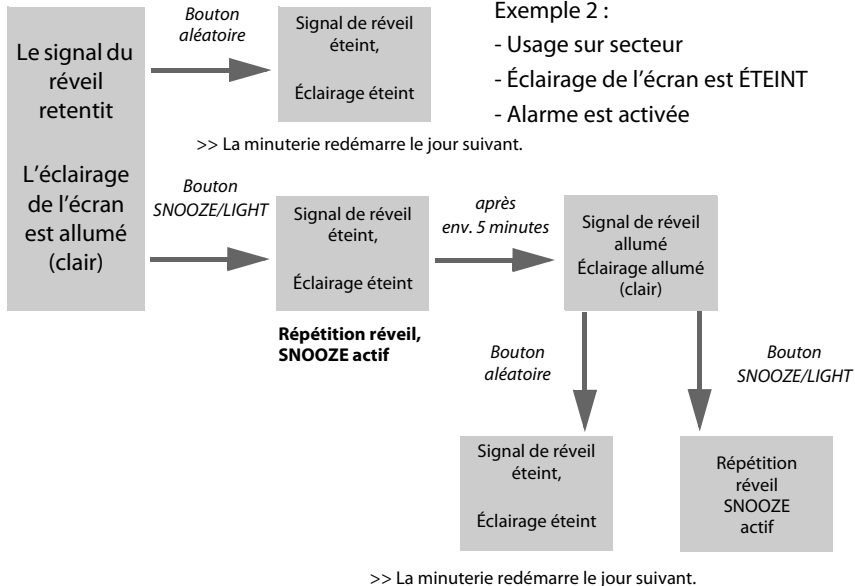 Exemple 2 :
- Usage sur secteur
- Éclairage de l'écran est ÉTEINT
- Alarme est activée
Le signal du
réveil
retentit
L'éclairage
de l'écran
est allumé
(clair)
Bouton
aléatoire
Signal de réveil
éteint,
Éclairage éteint
>> La minuterie redémarre le jour suivant.
Bouton
SNOOZE/LIGHT
Signal de réveil
éteint,
Éclairage éteint
Répétition réveil,
SNOOZE actif
après
env. 5 minutes
Signal de réveil
allumé
Éclairage allumé
(clair)
Bouton
aléatoire
Bouton
SNOOZE/LIGHT
Signal de réveil
éteint,
Éclairage éteint
Répétition
réveil
SNOOZE
actif
>> La minuterie redémarre le jour suivant.